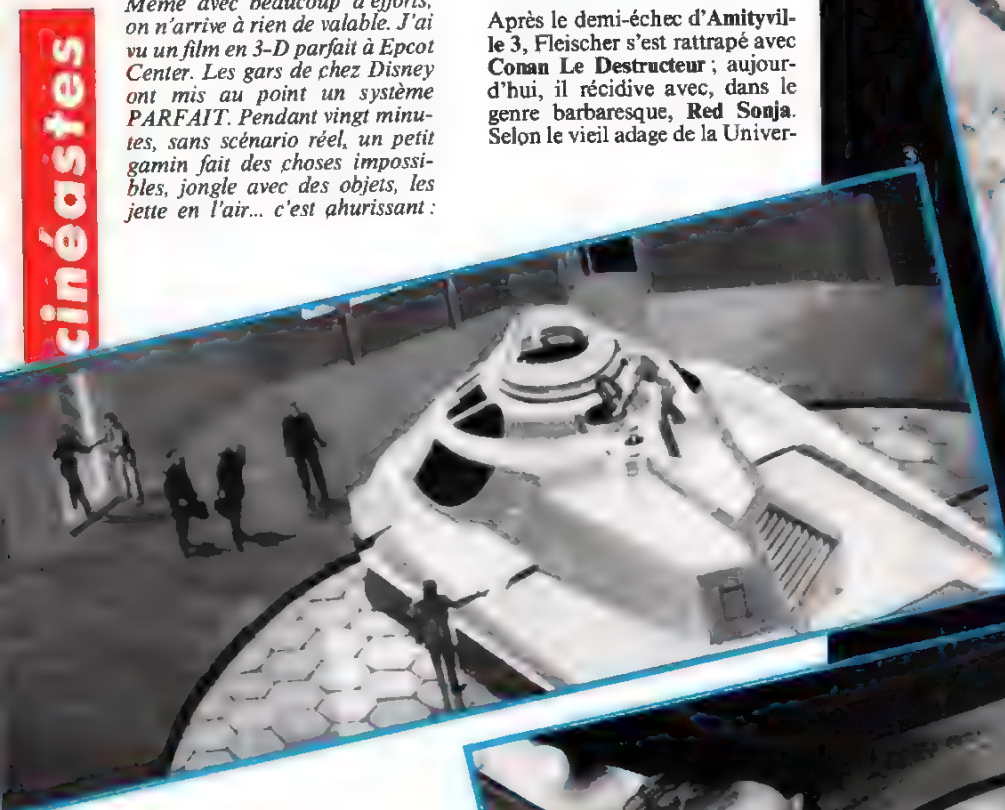 cinéastes
Même avec beaucoup d'efforts,
on n'arrive à rien de valable. J'ai
vu un film en 3-D parfait à Epcot
Center. Les gars de chez Disney
ont mis au point un système
PARFAIT. Pendant vingt minu-
tes, sans scénario réel, un petit
gamin fait des choses impossi-
bles, jongle avec des objets, les
jette en l'air... c'est ahurissant :
Après le demi-échec d'Amityvil-
le 3, Fleischer s'est rattrapé avec
Conan Le Destructeur ; aujour-
d'hui, il récidive avec, dans le
genre barbaresque, Red Sonja.
Selon le vieil adage de la Univer-